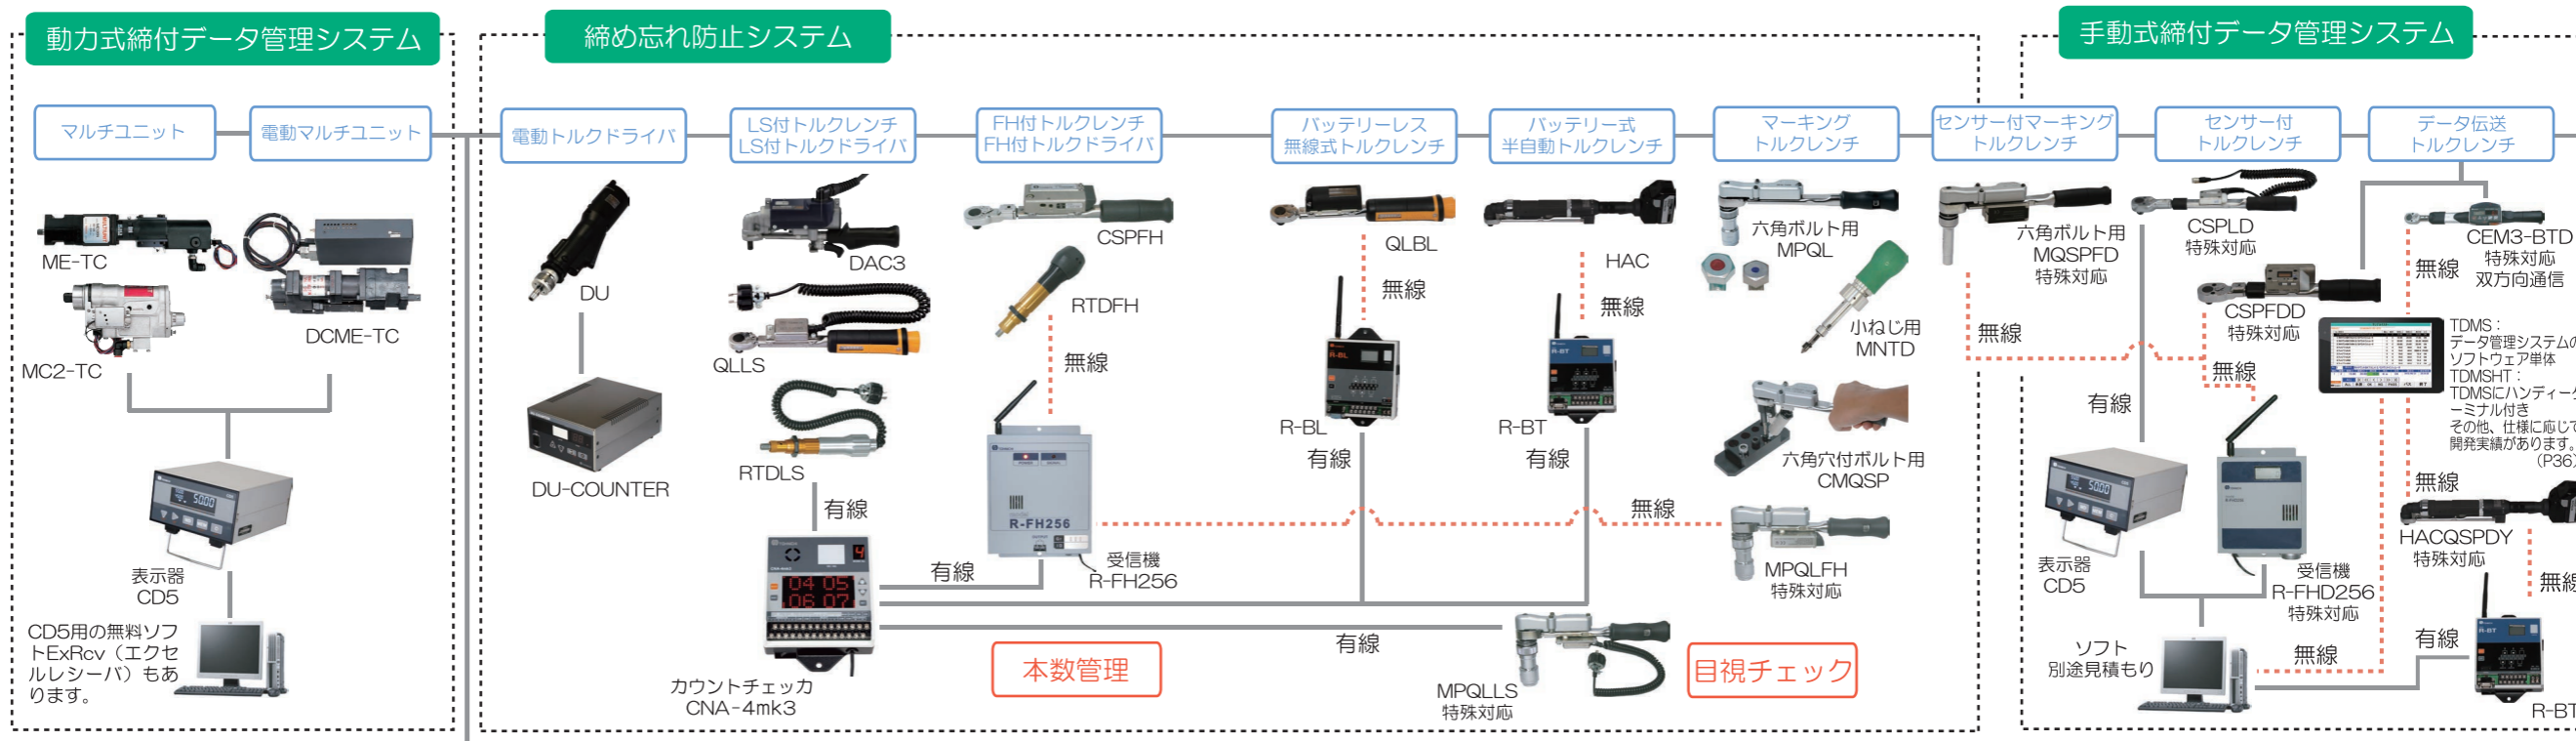 動力式締付データ管理システム
締め忘れ防止システム
手動式締付データ管理システム
マルチユニット
電動マルチユニット
電動トルクドライバ
LS付トルクレンチ
LS付トルクドライバ
FH付トルクレンチ
FH付トルクドライバ
バッテリーレス
無線式トルクレンチ
バッテリー式
半自動トルクレンチ
マーキング
トルクレンチ
センサー付マーキング
トルクレンチ
センサー付
トルクレンチ
データ伝送
トルクレンチ
ME-TC
MC2-TC
DCME-TC
表示器
CD5
CD5用の無料ソフ
トExRcv（エクセ
ルレシーバ）もあ
ります。
DU
DU-COUNTER
DAC3
QLLS
RTDLS
有線
カウントチェッカ
CNA-4mk3
04 05
06 07
4
CSPFH
RTDFH
無線
R-FH256
受信機
R-FH256
有線
QLBL
無線
R-BL
R-BL
有線
HAC
無線
R-BT
R-BT
有線
六角ボルト用
MPQL
小ねじ用
MNTD
六角穴付ボルト用
CMQSP
無線
MPQLFH
特殊対応
有線
MPQLLS
特殊対応
本数管理
目視チェック
六角ボルト用
MQSPFD
特殊対応
無線
CSPLD
特殊対応
CSPFDD
特殊対応
無線
有線
表示器
CD5
受信機
R-FHD256
特殊対応
ソフト
別途見積もり
無線
CEM3-BTD
特殊対応
双方向通信
無線
TDMS：
データ管理システムの
ソフトウェア単体
TDMSHT：
TDMSにハンディータ
ーミナル付き
その他、仕様に応じて
開発実績があります。
（P36）
無線
HACQSPDY
特殊対応
無線
有線
R-BT
R-BT